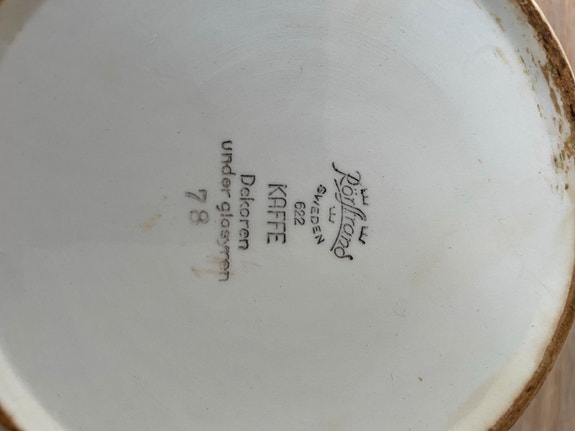 Rörstrand
SWEDEN
622
KAFFE
Dekoren
under glasyren
78